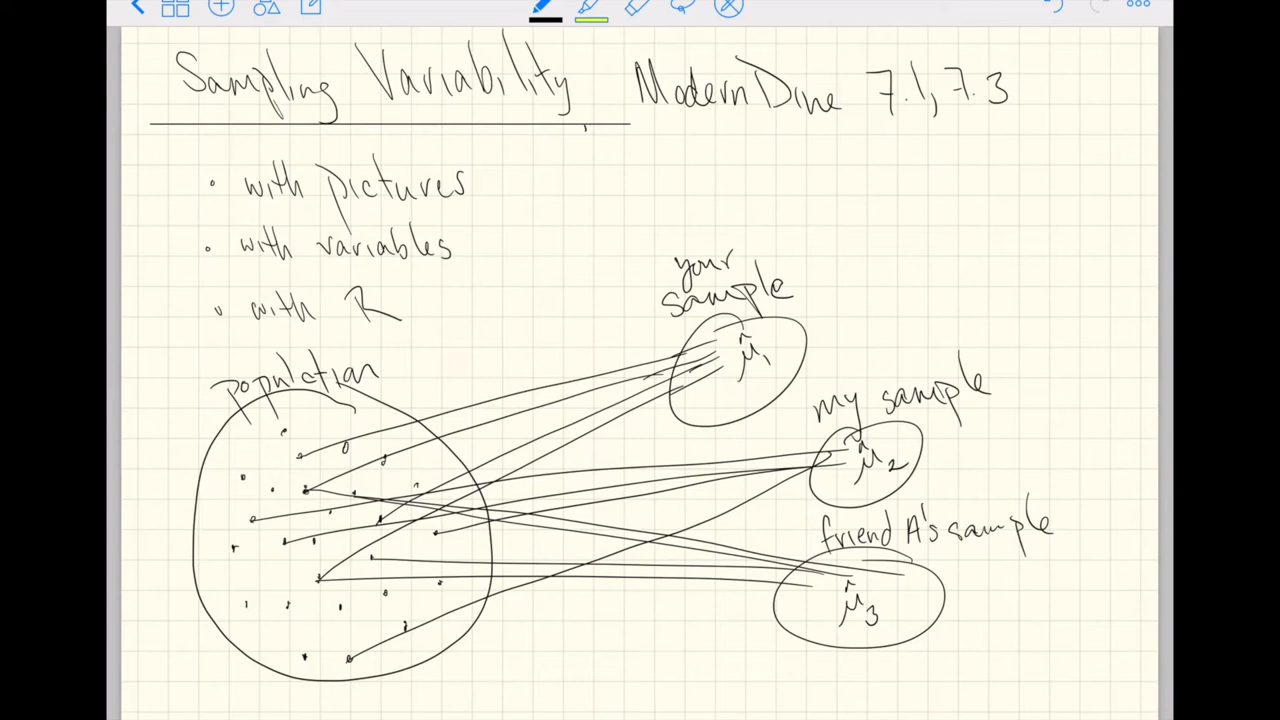 Sampling Variability ModernDive 7.1, 7.3
• with pictures
• with variables
• with R
your
sample
population
μ̂₁
my sample
μ̂₂
friend A's sample
μ̂₃